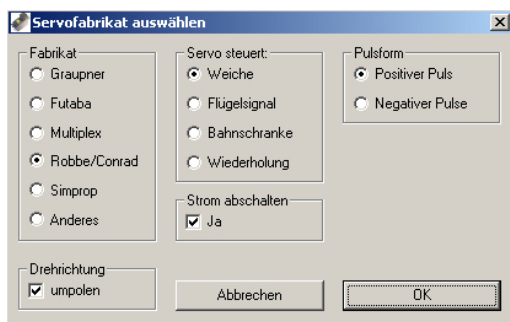 Servofabrikat auswählen
Fabrikat
Graupner
Futaba
Multiplex
Robbe/Conrad
Simprop
Anderes
Servo steuert:
Weiche
Flügelsignal
Bahnschranke
Wiederholung
Pulsform
Positiver Puls
Negativer Pulse
Strom abschalten
Ja
Drehrichtung
umpolen
Abbrechen
OK